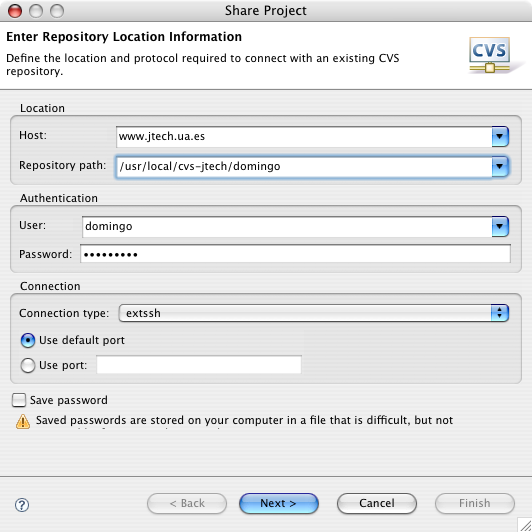 Share Project
Enter Repository Location Information
Define the location and protocol required to connect with an existing CVS
repository.
CVS
Location
Host:
www.jtech.ua.es
Repository path:
/usr/local/cvs-jtech/domingo
Authentication
User:
domingo
Password:
•••••••••
Connection
Connection type:
extssh
Use default port
Use port:
Save password
Saved passwords are stored on your computer in a file that is difficult, but not
?
< Back
Next >
Cancel
Finish